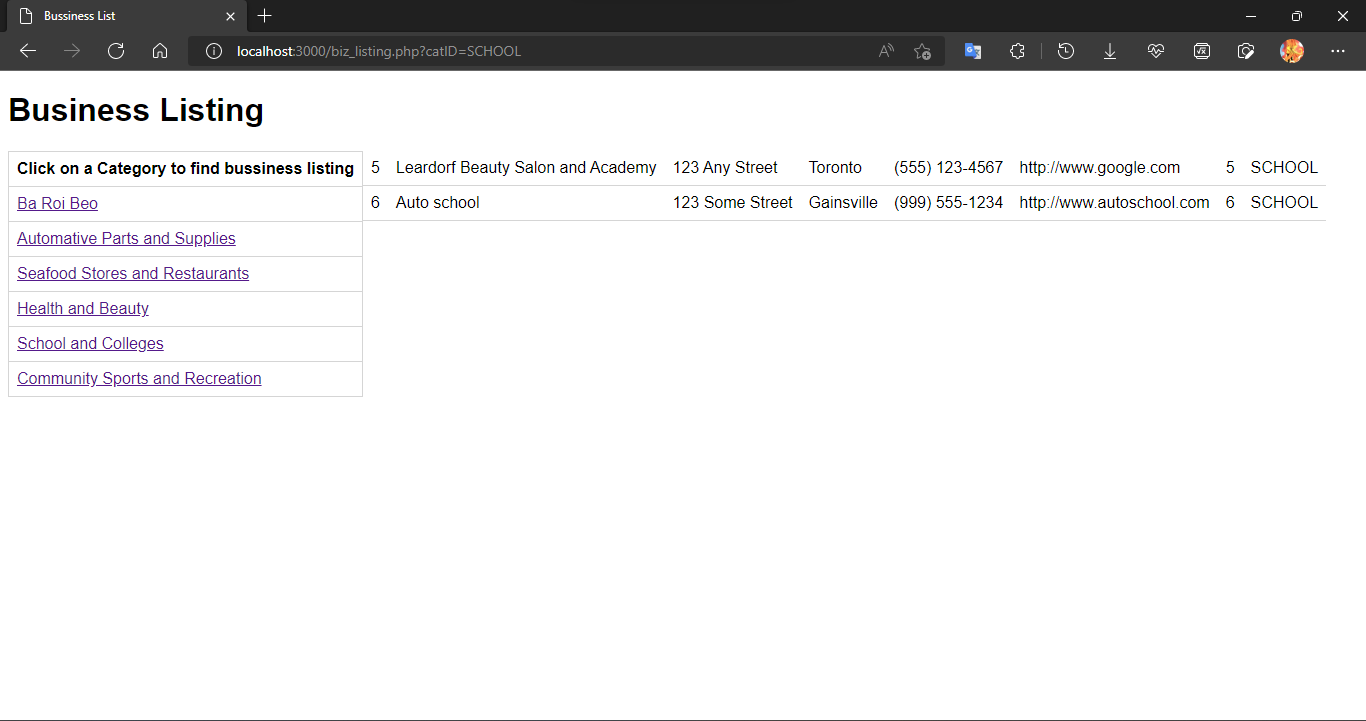 Bussiness List
localhost:3000/biz_listing.php?catID=SCHOOL
Business Listing
Click on a Category to find bussiness listing
Ba Roi Beo
Automative Parts and Supplies
Seafood Stores and Restaurants
Health and Beauty
School and Colleges
Community Sports and Recreation
5 Leardorf Beauty Salon and Academy 123 Any Street Toronto (555) 123-4567 http://www.google.com 5 SCHOOL
6 Auto school 123 Some Street Gainsville (999) 555-1234 http://www.autoschool.com 6 SCHOOL